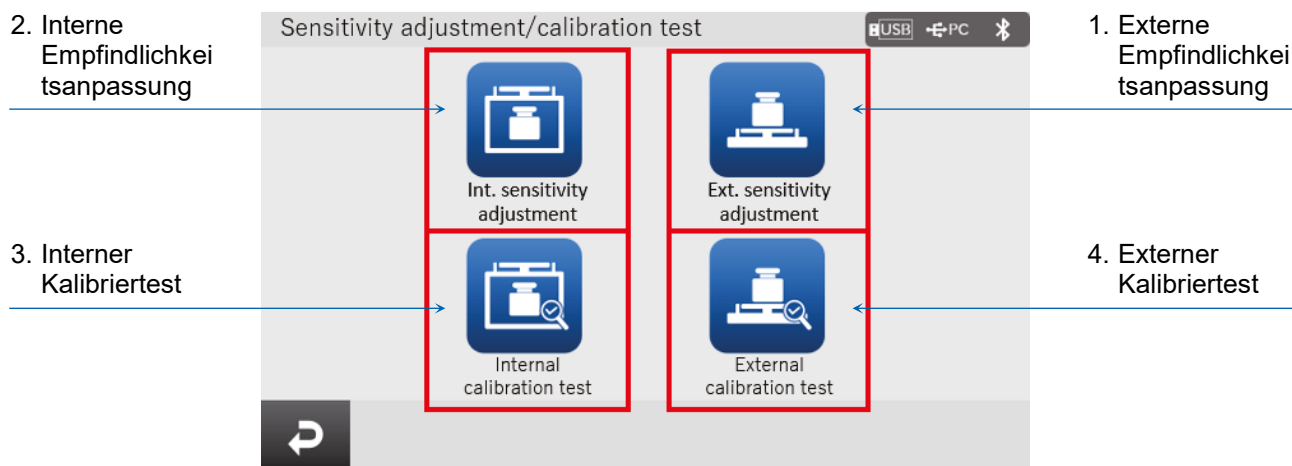 2. Interne
Empfindlichkei
tsanpassung
Sensitivity adjustment/calibration test
USB PC
1. Externe
Empfindlichkei
tsanpassung
Int. sensitivity
adjustment
Ext. sensitivity
adjustment
3. Interner
Kalibriertest
4. Externer
Kalibriertest
Internal
calibration test
External
calibration test